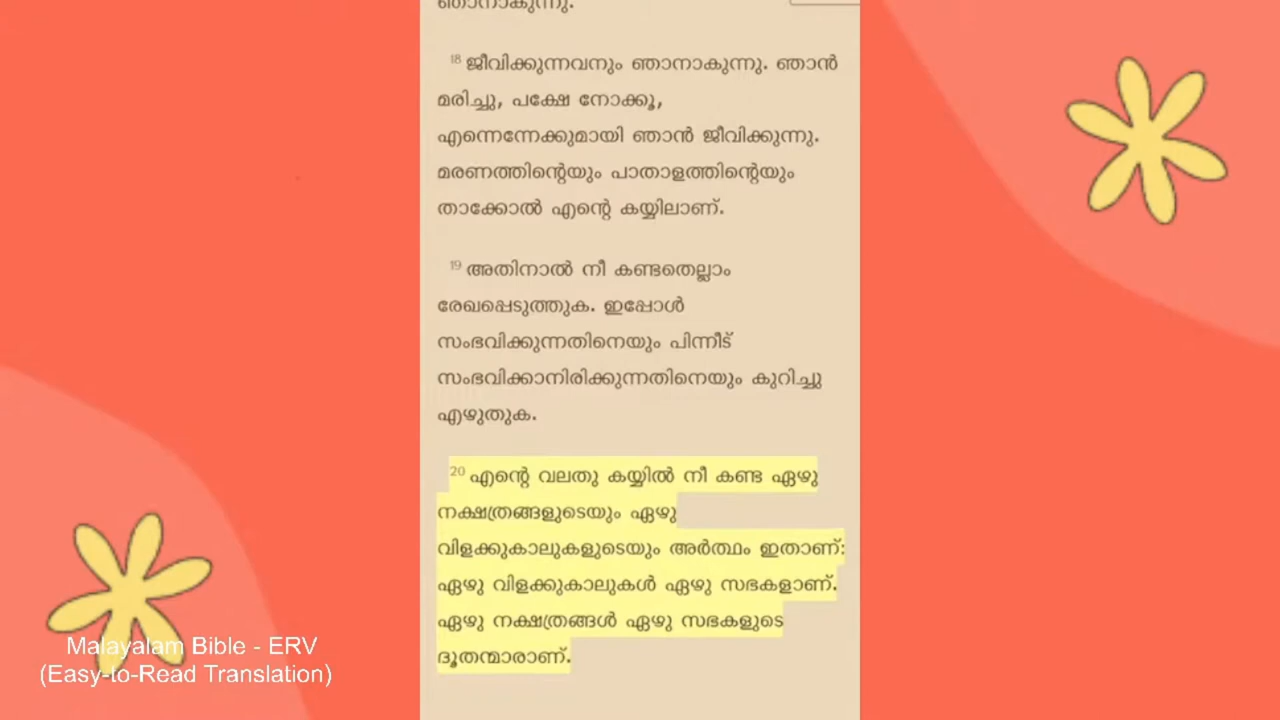 ഞാനാകുന്നു.
18 ജീവിക്കുന്നവനും ഞാനാകുന്നു. ഞാൻ
മരിച്ചു, പക്ഷേ നോക്കൂ,
എന്നെന്നേക്കുമായി ഞാൻ ജീവിക്കുന്നു.
മരണത്തിന്റെയും പാതാളത്തിന്റെയും
താക്കോൽ എന്റെ കയ്യിലാണ്.
19 അതിനാൽ നീ കണ്ടതെല്ലാം
രേഖപ്പെടുത്തുക. ഇപ്പോൾ
സംഭവിക്കുന്നതിനെയും പിന്നീട്
സംഭവിക്കാനിരിക്കുന്നതിനെയും കുറിച്ചു
എഴുതുക.
20 എന്റെ വലതു കയ്യിൽ നീ കണ്ട ഏഴു
നക്ഷത്രങ്ങളുടെയും ഏഴു
വിളക്കുകാലുകളുടെയും അർത്ഥം ഇതാണ്:
ഏഴു വിളക്കുകാലുകൾ ഏഴു സഭകളാണ്.
ഏഴു നക്ഷത്രങ്ങൾ ഏഴു സഭകളുടെ
ദൂതന്മാരാണ്.
Malayalam Bible - ERV
(Easy-to-Read Translation)